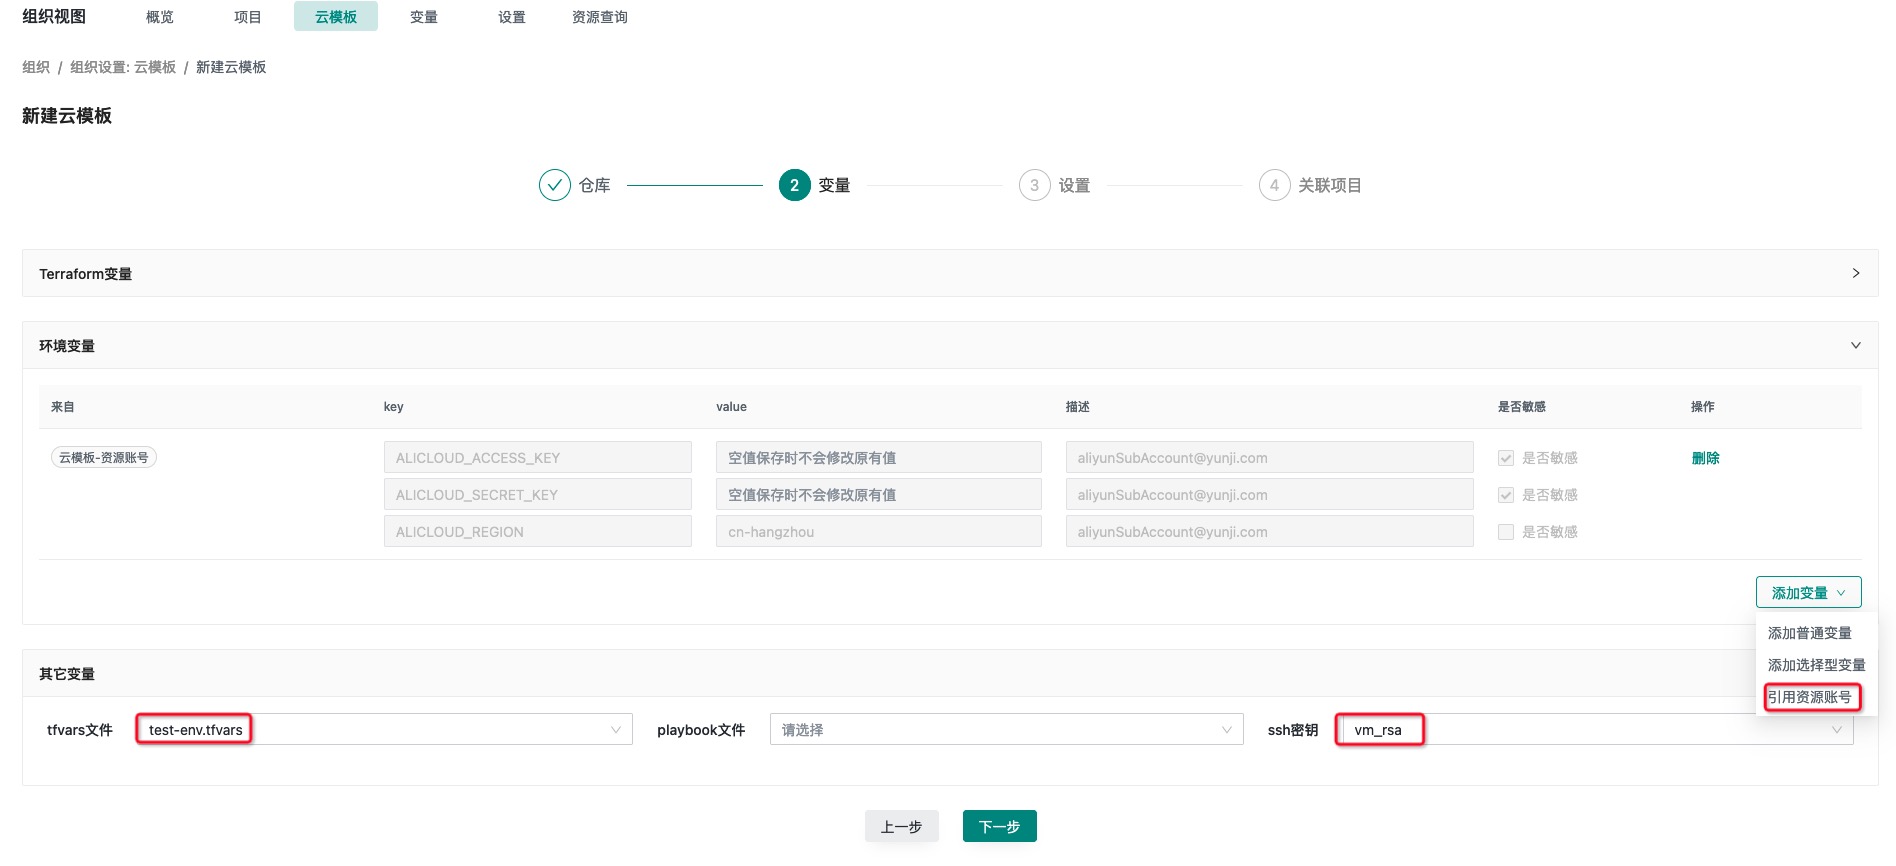 组织视图 概览 项目 云模板 变量 设置 资源查询
组织 / 组织设置: 云模板 / 新建云模板
新建云模板
仓库 2 变量 3 设置 4 关联项目
Terraform变量
环境变量
来自 key value 描述 是否敏感 操作
云模板-资源账号 ALICLOUD_ACCESS_KEY 空值保存时不会修改原有值 aliyunSubAccount@yunji.com 是否敏感 删除
ALICLOUD_SECRET_KEY 空值保存时不会修改原有值 aliyunSubAccount@yunji.com 是否敏感
ALICLOUD_REGION cn-hangzhou aliyunSubAccount@yunji.com 是否敏感
添加变量
添加普通变量
添加选择型变量
引用资源账号
其它变量
tfvars文件 test-env.tfvars playbook文件 请选择 ssh密钥 vm_rsa
上一步 下一步